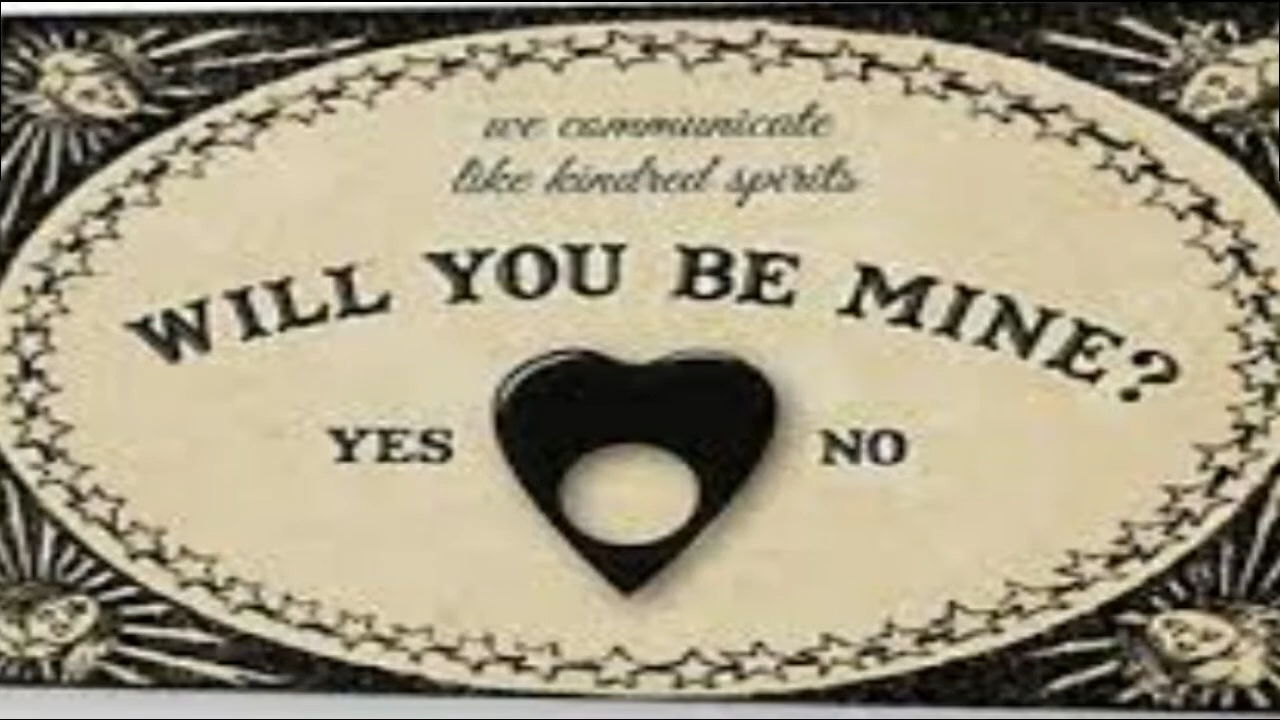 we communicate
like kindred spirits
WILL YOU BE MINE?
YES NO